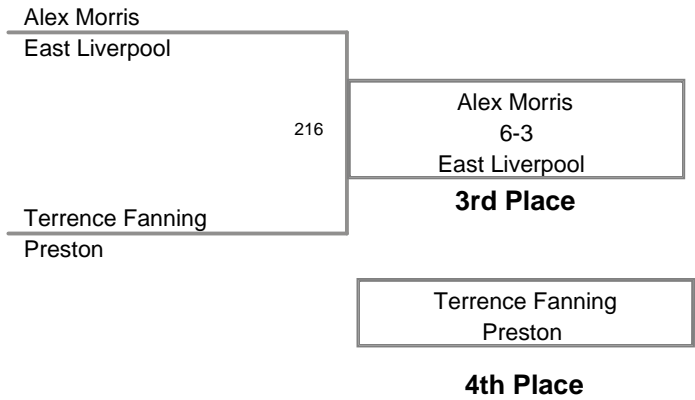 Alex Morris
East Liverpool
216
Alex Morris
6-3
East Liverpool
3rd Place
Terrence Fanning
Preston
Terrence Fanning
Preston
4th Place